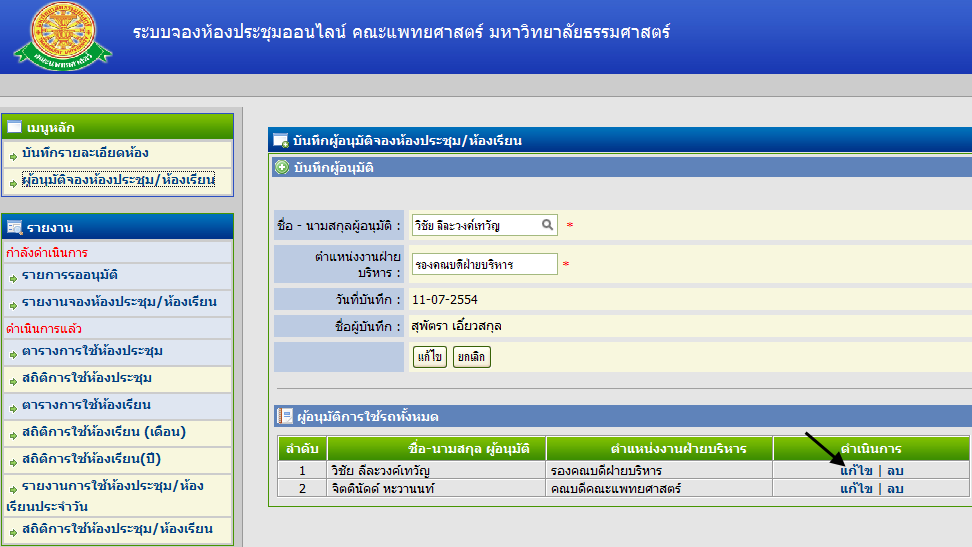 ระบบจองห้องประชุมออนไลน์ คณะแพทยศาสตร์ มหาวิทยาลัยธรรมศาสตร์
เมนูหลัก
บันทึกรายละเอียดห้อง
ผู้อนุมัติจองห้องประชุม/ห้องเรียน
รายงาน
กำลังดำเนินการ
รายการรออนุมัติ
รายงานจองห้องประชุม/ห้องเรียน
ดำเนินการแล้ว
ตารางการใช้ห้องประชุม
สถิติการใช้ห้องประชุม
ตารางการใช้ห้องเรียน
สถิติการใช้ห้องเรียน (เดือน)
สถิติการใช้ห้องเรียน(ปี)
รายงานการใช้ห้องประชุม/ห้อง
เรียนประจำวัน
สถิติการใช้ห้องประชุม/ห้องเรียน
บันทึกผู้อนุมัติจองห้องประชุม/ห้องเรียน
บันทึกผู้อนุมัติ
ชื่อ - นามสกุลผู้อนุมัติ : วิชัย ลีละวงค์เทวัญ *
ตำแหน่งงานฝ่าย
บริหาร : รองคณบดีฝ่ายบริหาร *
วันที่บันทึก : 11-07-2554
ชื่อผู้บันทึก : สุพัตรา เอี้ยวสกุล
แก้ไข ยกเลิก
ผู้อนุมัติการใช้รถทั้งหมด
ลำดับ ชื่อ-นามสกุล ผู้อนุมัติ ตำแหน่งงานฝ่ายบริหาร ดำเนินการ
1 วิชัย ลีละวงค์เทวัญ รองคณบดีฝ่ายบริหาร แก้ไข | ลบ
2 จิตตินัดด์ หะวานนท์ คณบดีคณะแพทยศาสตร์ แก้ไข | ลบ